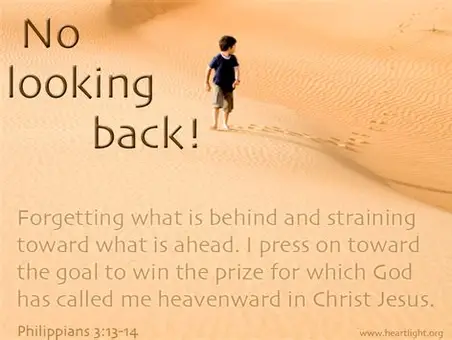 No
looking
back!
Forgetting what is behind and straining
toward what is ahead. I press on toward
the goal to win the prize for which God
has called me heavenward in Christ Jesus.
Philippians 3:13-14
www.heartlight.org